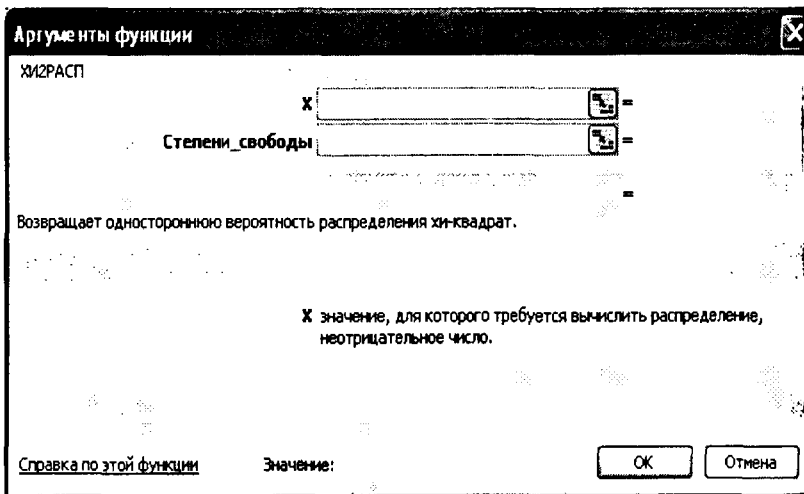 Аргументы функции
ХИ2РАСП
X =
Степени_свободы =
=
Возвращает одностороннюю вероятность распределения хи-квадрат.
X значение, для которого требуется вычислить распределение,
неотрицательное число.
Справка по этой функции Значение: OK Отмена